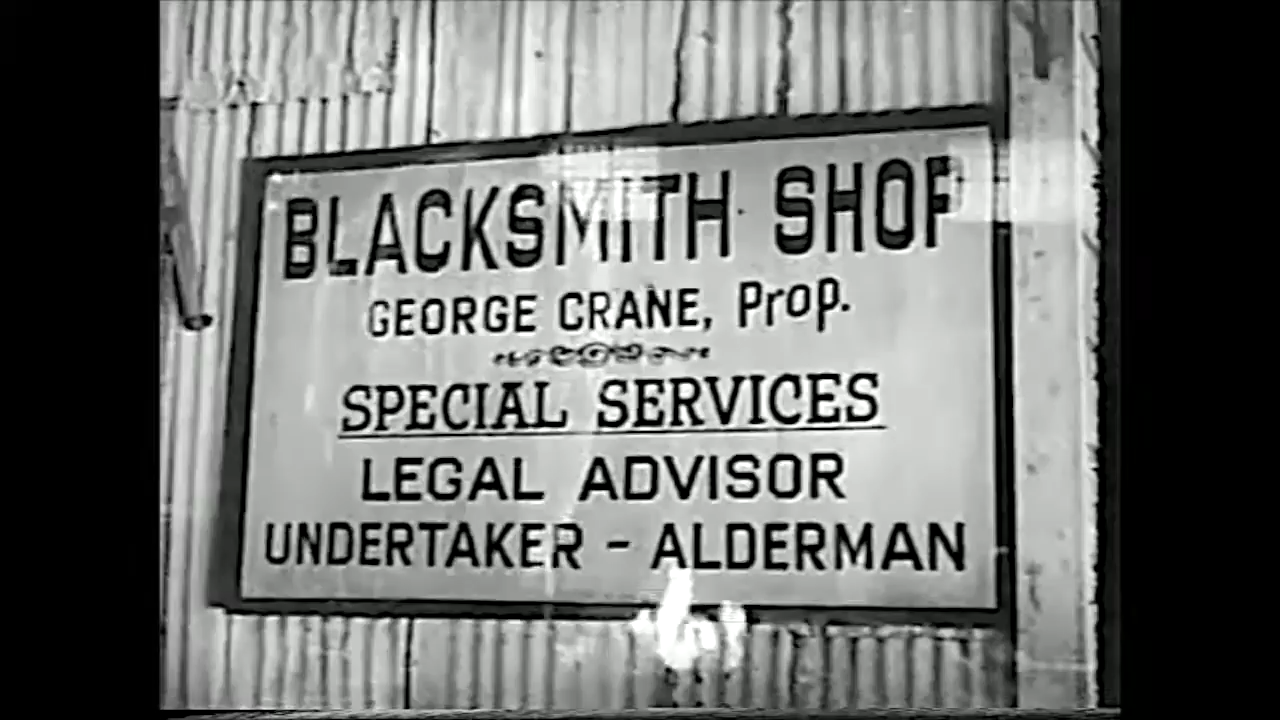 BLACKSMITH SHOP
GEORGE CRANE, Prop.
SPECIAL SERVICES
LEGAL ADVISOR
UNDERTAKER - ALDERMAN